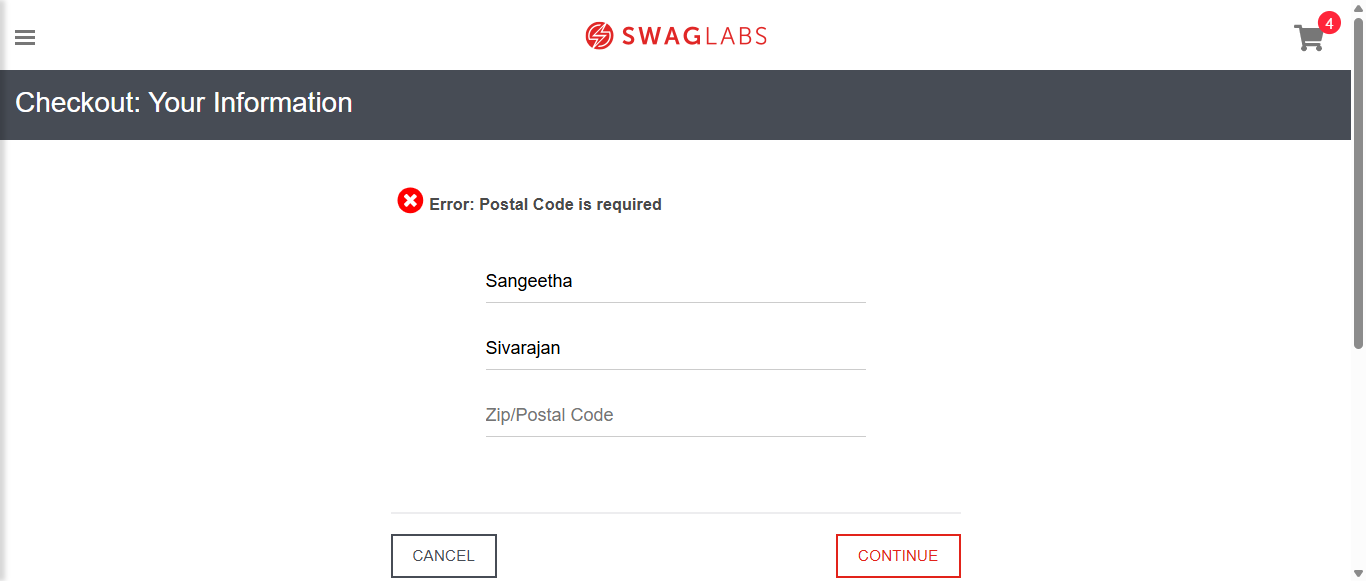 SWAGLABS
4
Checkout: Your Information
Error: Postal Code is required
Sangeetha
Sivarajan
Zip/Postal Code
CANCEL
CONTINUE